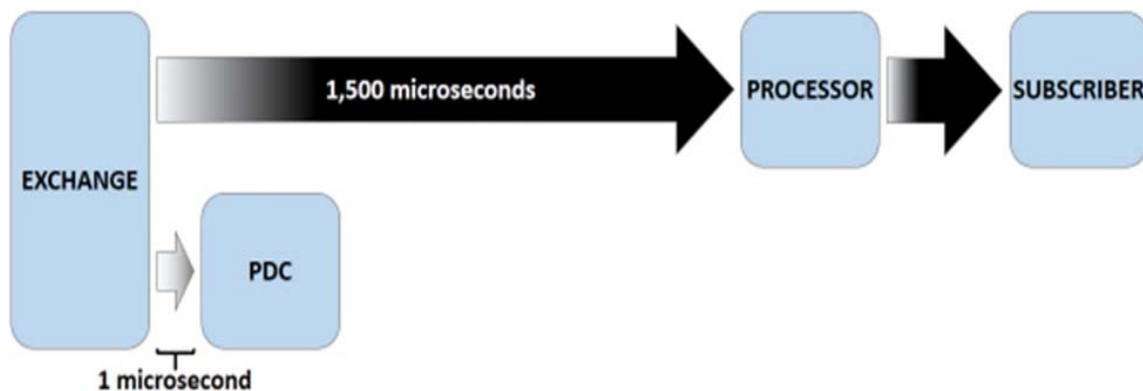 1,500 microseconds
PROCESSOR
SUBSCRIBER
EXCHANGE
PDC
1 microsecond